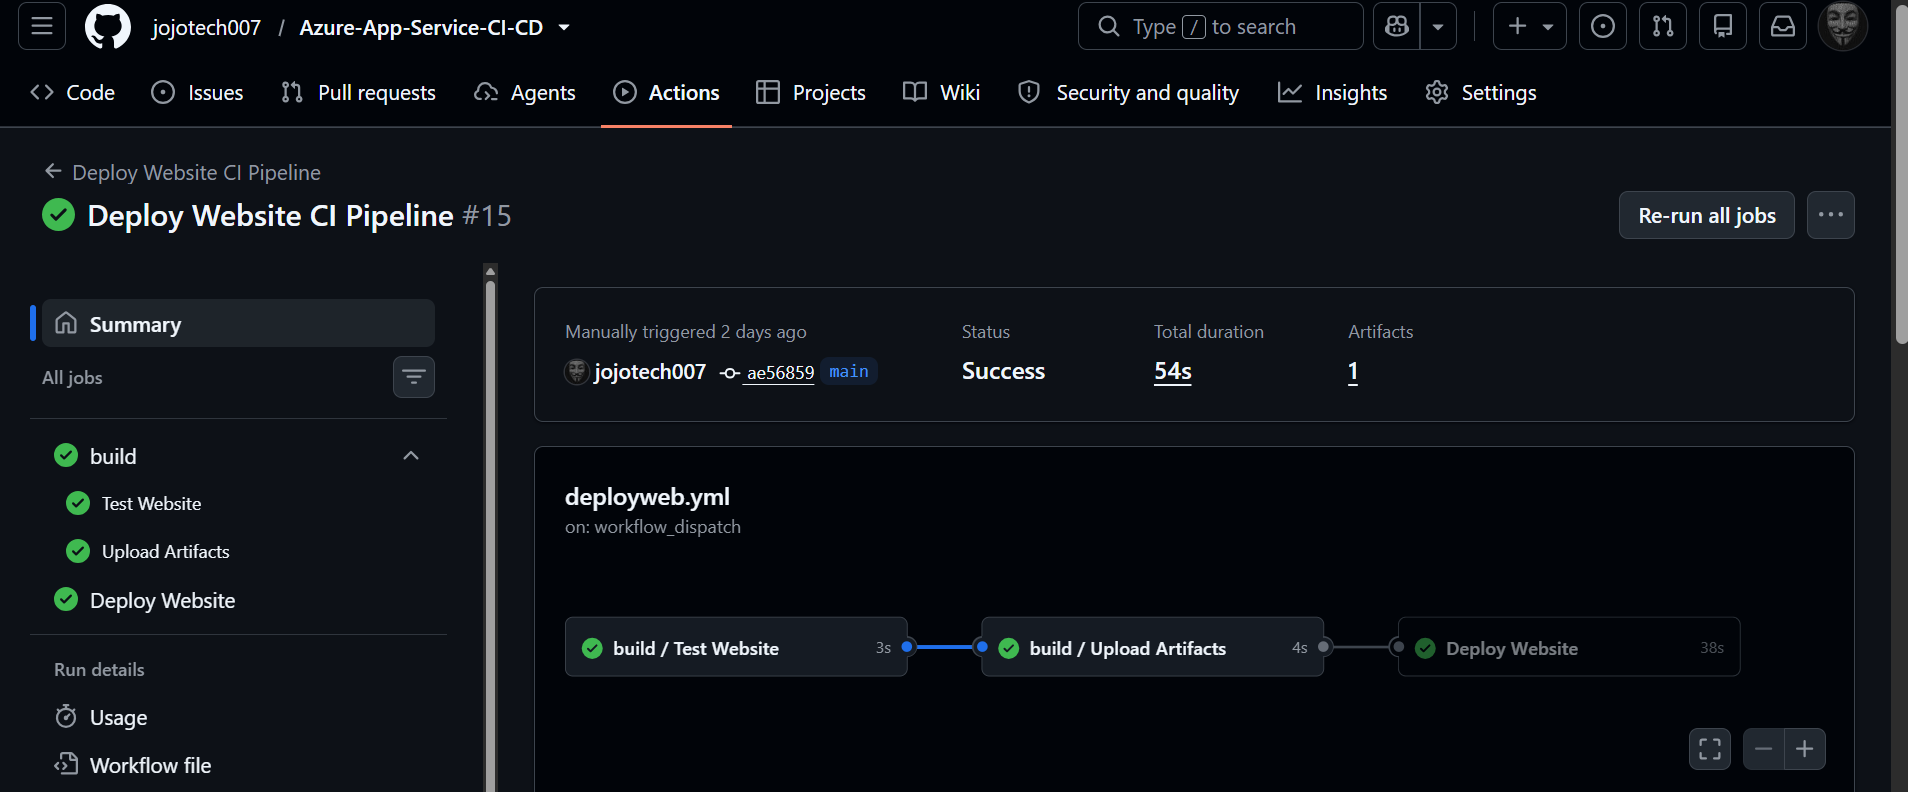 jojotech007 / Azure-App-Service-CI-CD
Type / to search
Code Issues Pull requests Agents Actions Projects Wiki Security and quality Insights Settings
Deploy Website CI Pipeline
Deploy Website CI Pipeline #15
Re-run all jobs
Summary
All jobs
build
Test Website
Upload Artifacts
Deploy Website
Run details
Usage
Workflow file
Manually triggered 2 days ago
jojotech007 ae56859 main
Status
Success
Total duration
54s
Artifacts
1
deployweb.yml
on: workflow_dispatch
build / Test Website 3s
build / Upload Artifacts 4s
Deploy Website 38s